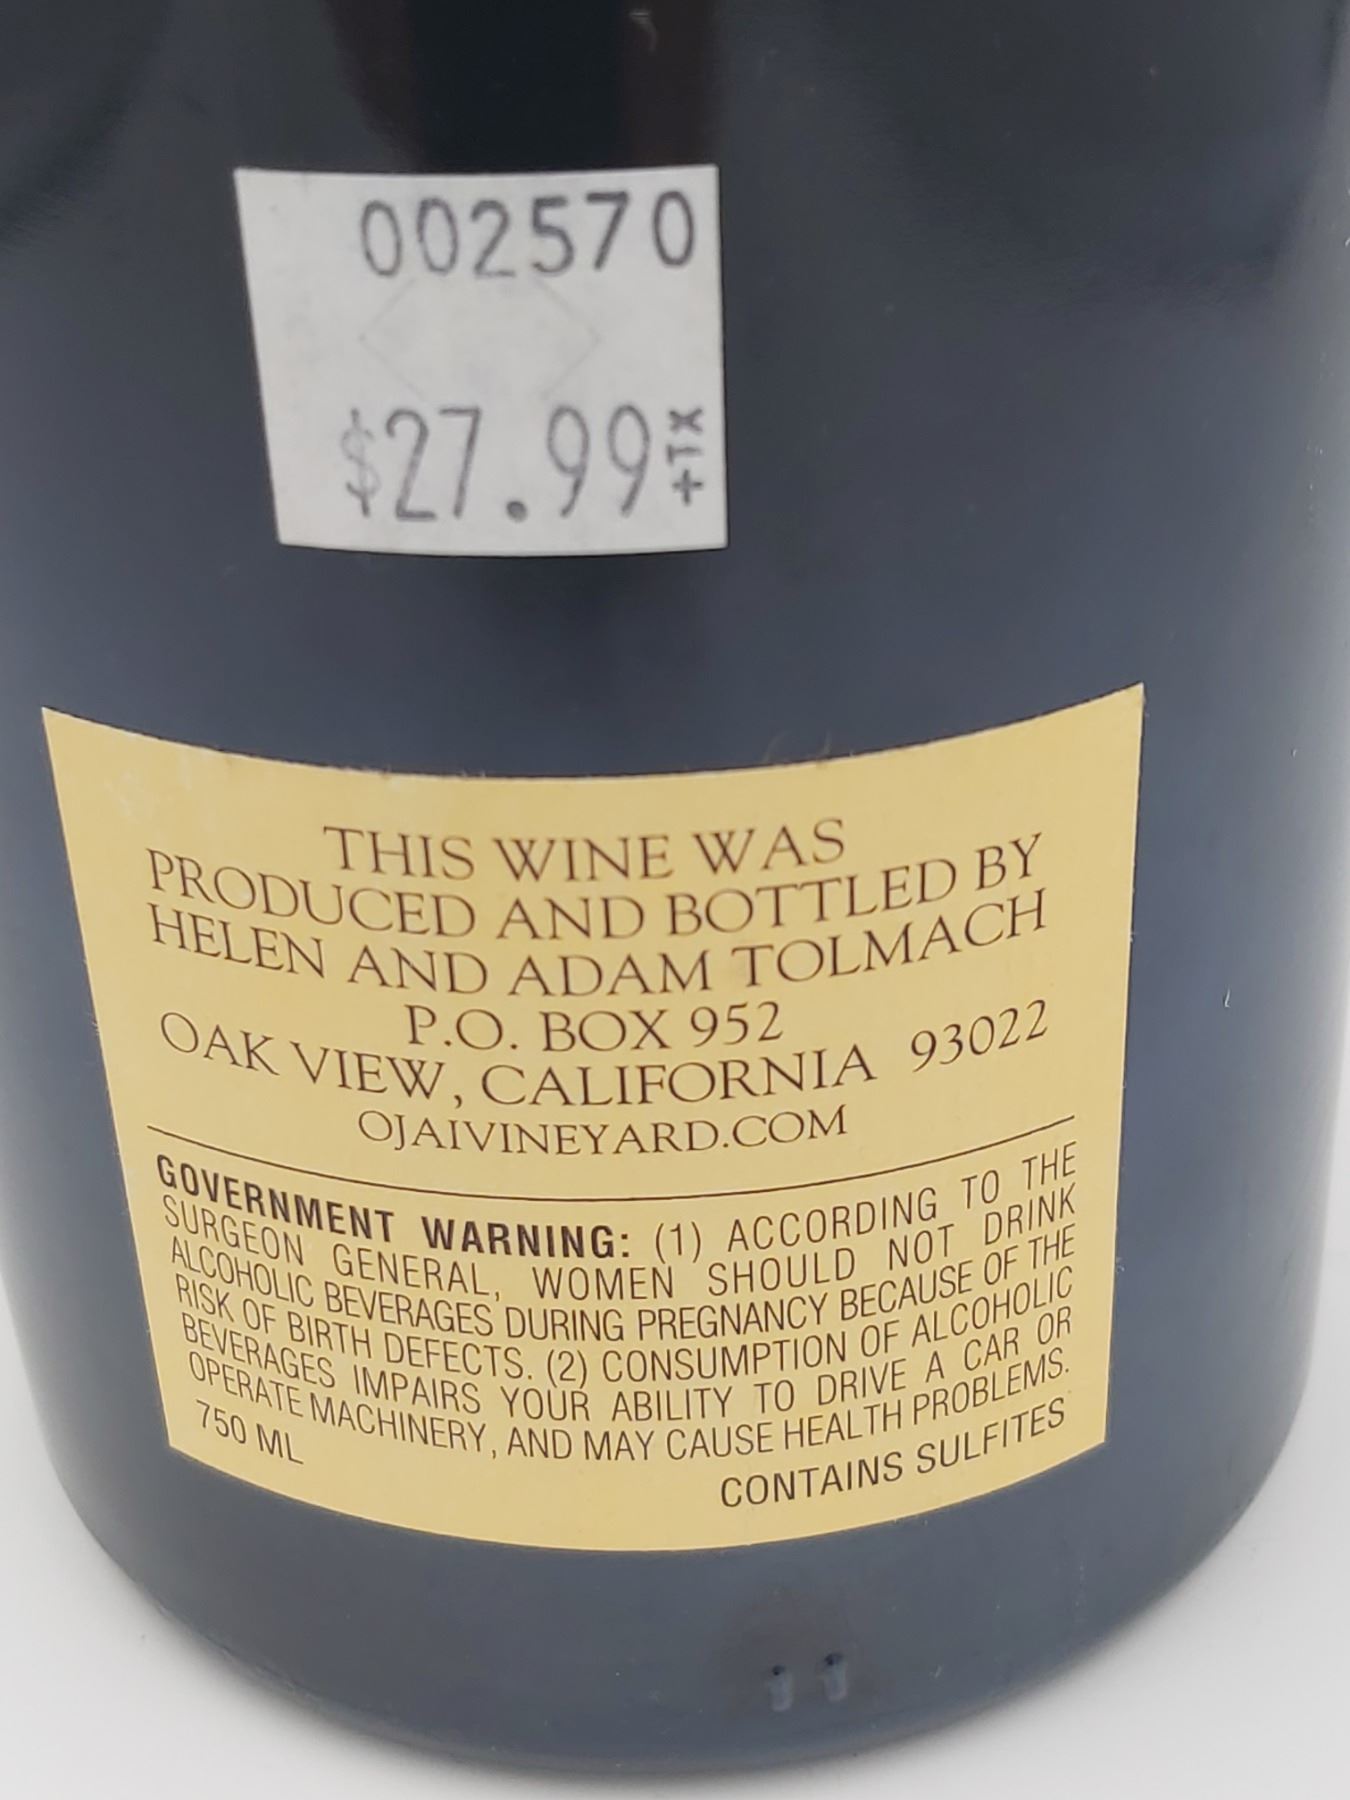 002570
$27.99+TX
THIS WINE WAS
PRODUCED AND BOTTLED BY
HELEN AND ADAM TOLMACH
P.O. BOX 952
OAK VIEW, CALIFORNIA 93022
OJAIVINEYARD.COM
GOVERNMENT WARNING: (1) ACCORDING TO THE
SURGEON GENERAL, WOMEN SHOULD NOT DRINK
ALCOHOLIC BEVERAGES DURING PREGNANCY BECAUSE OF THE
RISK OF BIRTH DEFECTS. (2) CONSUMPTION OF ALCOHOLIC
BEVERAGES IMPAIRS YOUR ABILITY TO DRIVE A CAR OR
OPERATE MACHINERY, AND MAY CAUSE HEALTH PROBLEMS.
750 ML
CONTAINS SULFITES